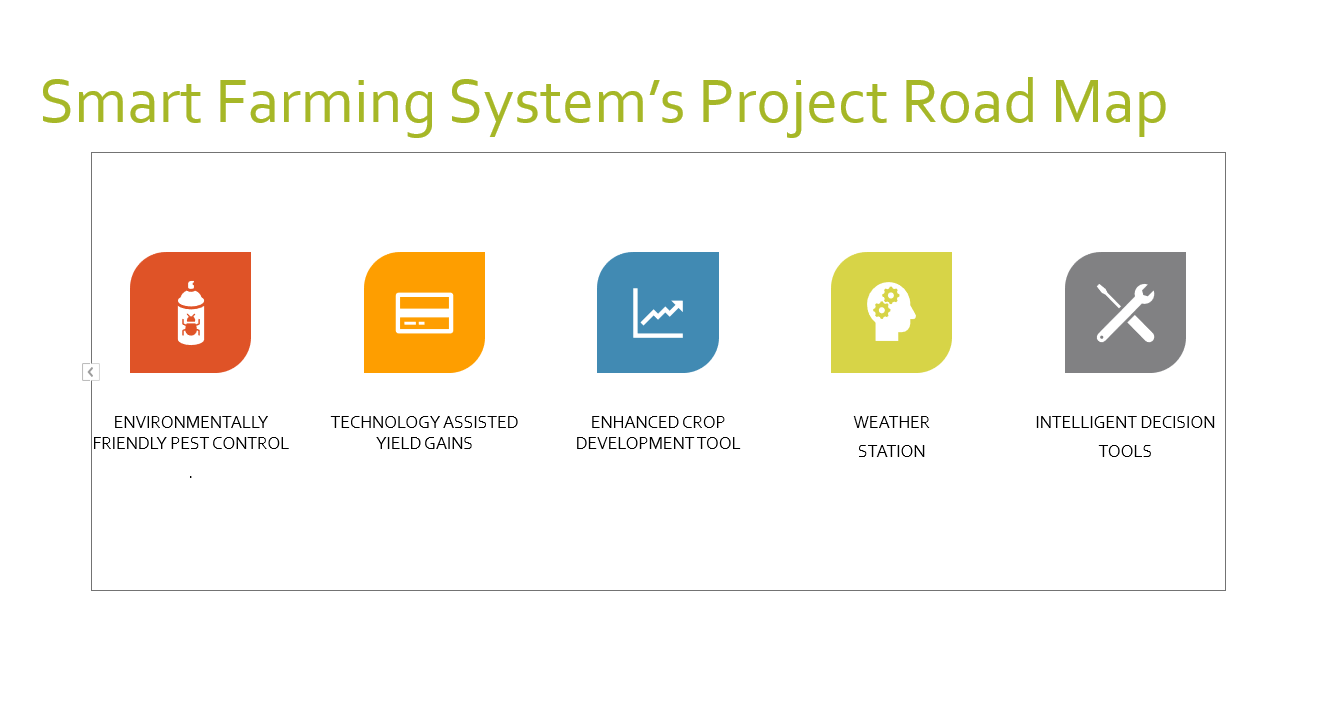 Smart Farming System’s Project Road Map
ENVIRONMENTALLY
FRIENDLY PEST CONTROL
.
TECHNOLOGY ASSISTED
YIELD GAINS
ENHANCED CROP
DEVELOPMENT TOOL
WEATHER
STATION
INTELLIGENT DECISION
TOOLS